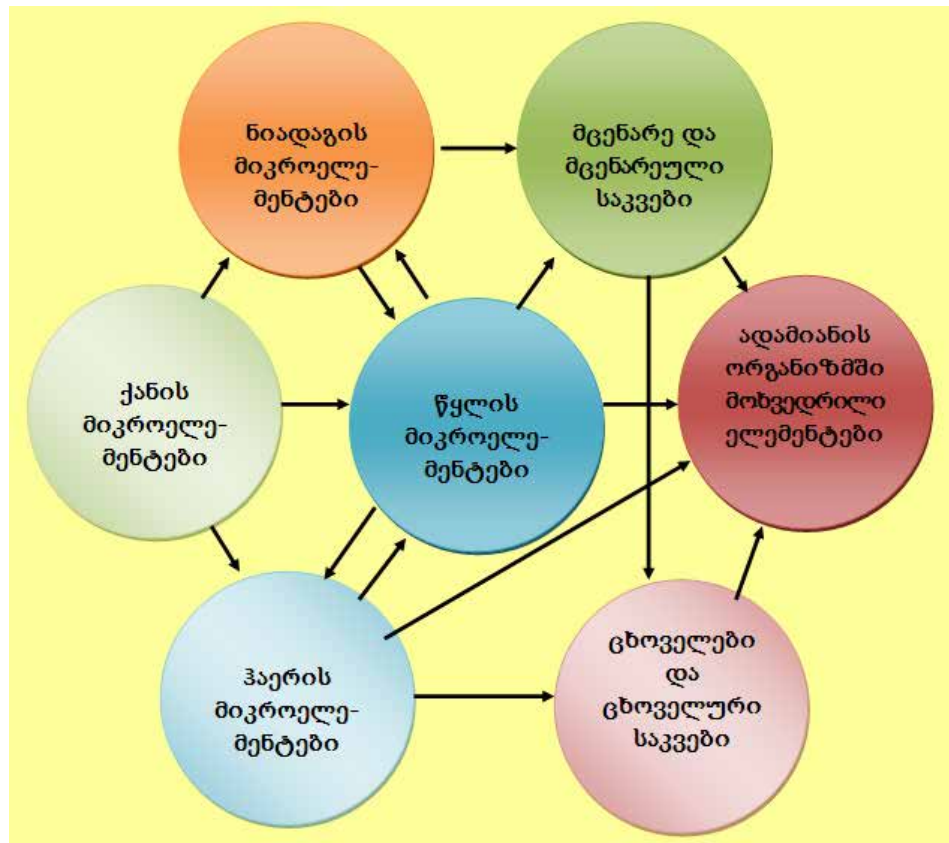 ნიადაგის
მიკროელე-
მენტები
მცენარე და
მცენარეული
საკვები
ქანის
მიკროელე-
მენტები
წყლის
მიკროელე-
მენტები
ადამიანის
ორგანიზმში
მოხვედრილი
ელემენტები
ჰაერის
მიკროელე-
მენტები
ცხოველები
და
ცხოველური
საკვები